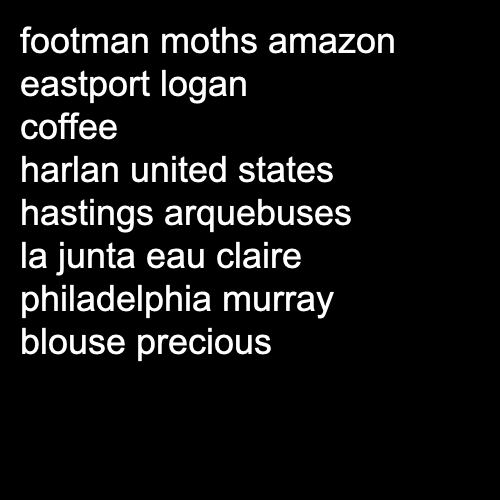 footman moths amazon
eastport logan
coffee
harlan united states
hastings arquebuses
la junta eau claire
philadelphia murray
blouse precious